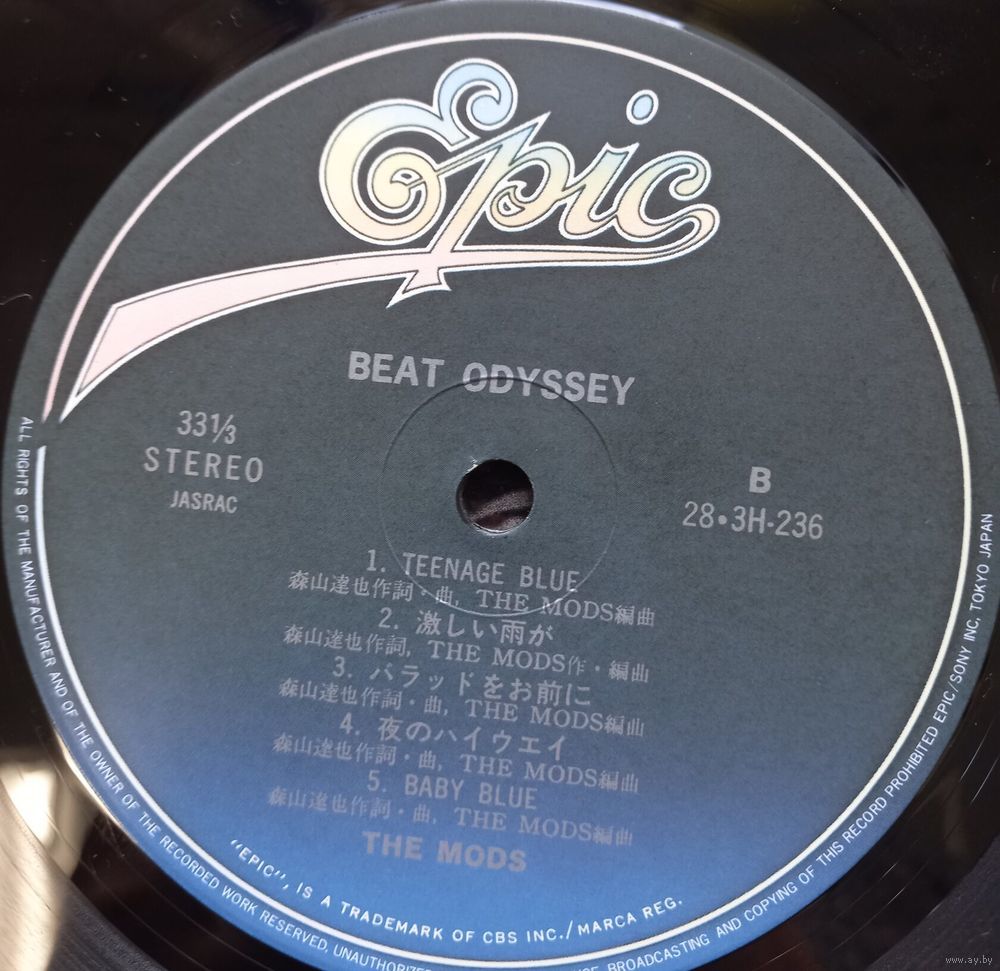 Epic
BEAT ODYSSEY
33⅓
STEREO
JASRAC
B
28•3H-236
1. TEENAGE BLUE
森山達也作詞・曲, THE MODS編曲
2. 激しい雨が
森山達也作詞, THE MODS作・編曲
3. バラッドをお前に
森山達也作詞・曲, THE MODS編曲
4. 夜のハイウエイ
森山達也作詞・曲, THE MODS編曲
5. BABY BLUE
森山達也作詞・曲, THE MODS編曲
THE MODS
"EPIC", IS A TRADEMARK OF CBS INC./MARCA REG.
ALL RIGHTS OF THE MANUFACTURER AND OF THE OWNER OF THE RECORDED WORK RESERVED, UNAUTHORIZE
BROADCASTING AND COPYING OF THIS RECORD PROHIBITED EPIC/SONY INC. TOKYO JAPAN
www.ay.by